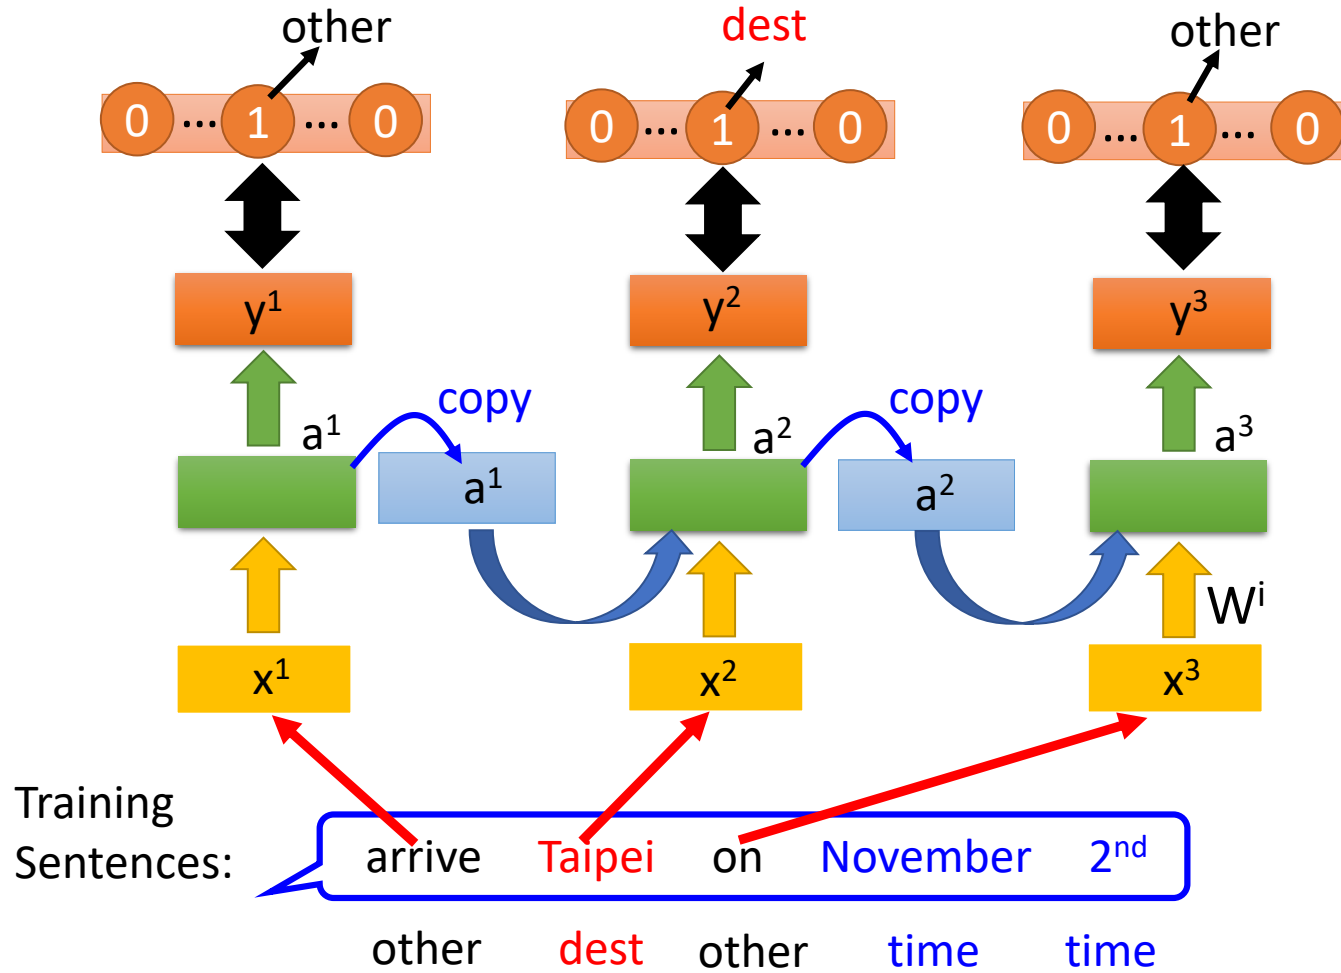 other dest other
0 ... 1 ... 0 0 ... 1 ... 0 0 ... 1 ... 0
y¹ y² y³
copy copy
a¹ a² a³
a¹ a²
Wⁱ
x¹ x² x³
Training
Sentences:
arrive Taipei on November 2ⁿᵈ
other dest other time time